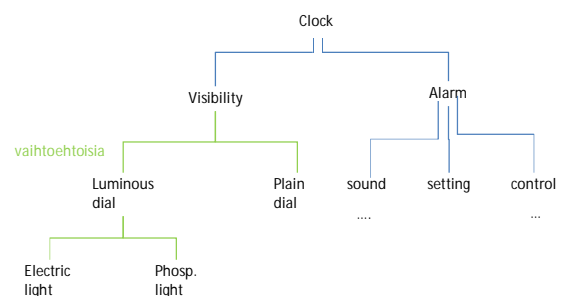 Clock
Visibility
Alarm
vaihtoehtoisia
Luminous
dial
Plain
dial
sound
setting
control
....
...
Electric
light
Phosp.
light